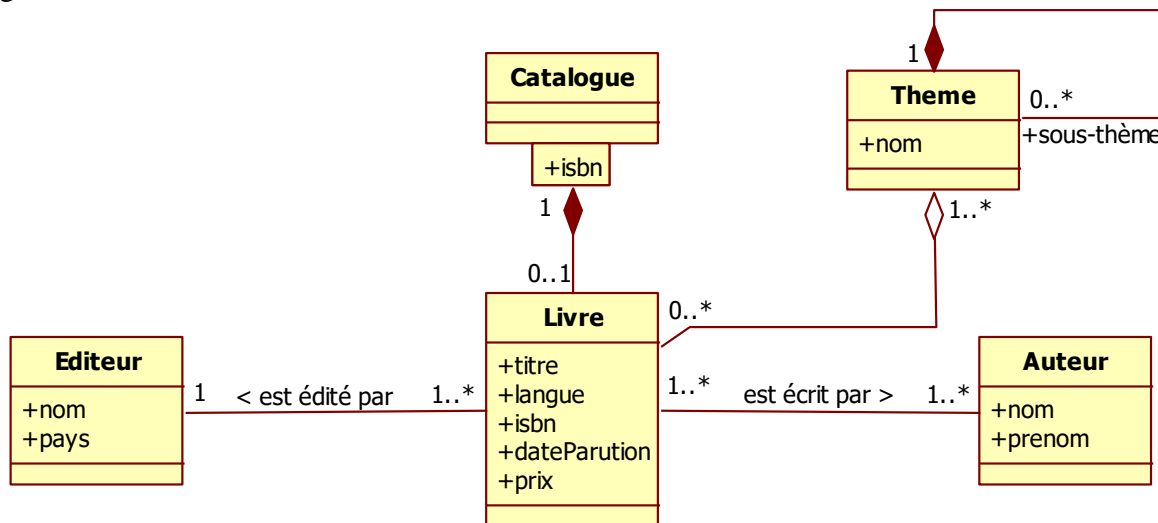 1
Catalogue
Theme
0..*
+sous-thème
+nom
+isbn
1
1..*
0..1
Livre
0..*
Editeur
Auteur
+titre
+langue
+isbn
+dateParution
+prix
1
< est édité par
1..*
1..*
est écrit par >
1..*
+nom
+pays
+nom
+prenom